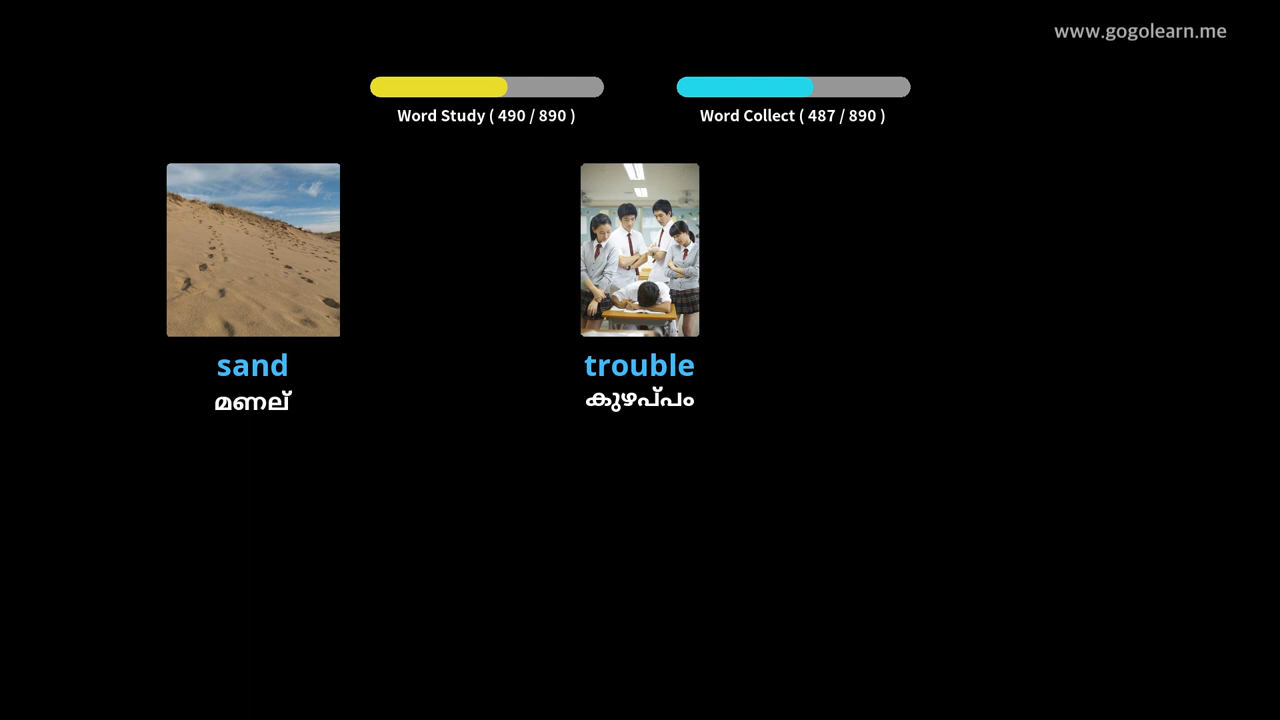 www.gogolearn.me
Word Study ( 490 / 890 )
Word Collect ( 487 / 890 )
sand
മണല്
trouble
കുഴപ്പം